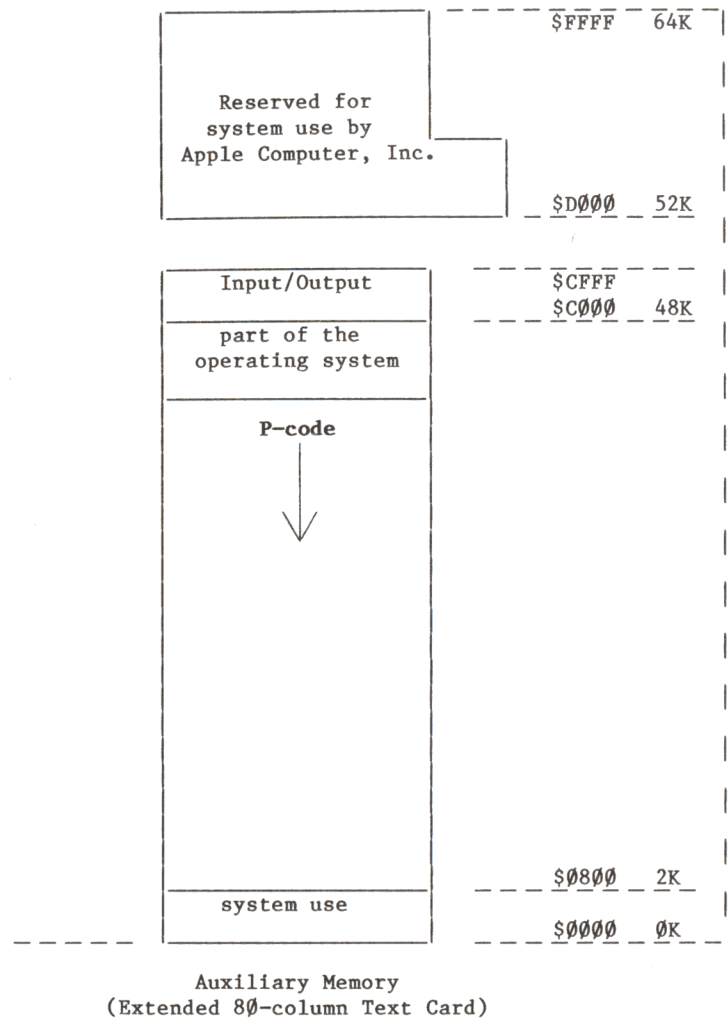 $FFFF 64K
Reserved for
system use by
Apple Computer, Inc.
$DØØØ 52K
Input/Output
$CFFF
$CØØØ 48K
part of the
operating system
P-code
$Ø8ØØ 2K
system use
$ØØØØ ØK
Auxiliary Memory
(Extended 8Ø-column Text Card)